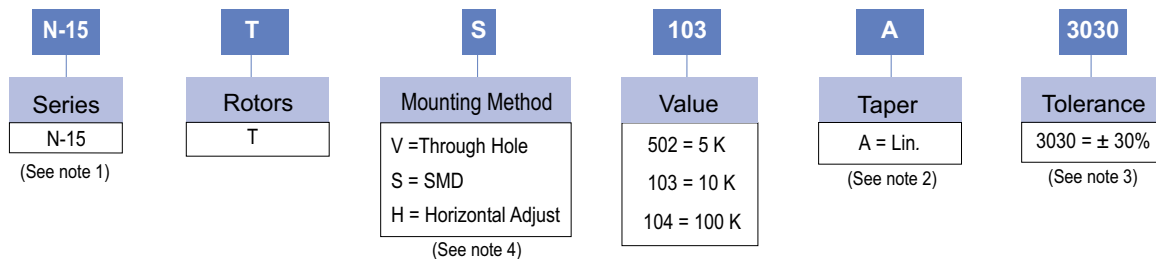 N-15 T S 103 A 3030
Series Rotors Mounting Method Value Taper Tolerance
N-15 T V =Through Hole 502 = 5 K A = Lin. 3030 = ± 30%
(See note 1) S = SMD 103 = 10 K (See note 2) (See note 3)
H = Horizontal Adjust 104 = 100 K
(See note 4)